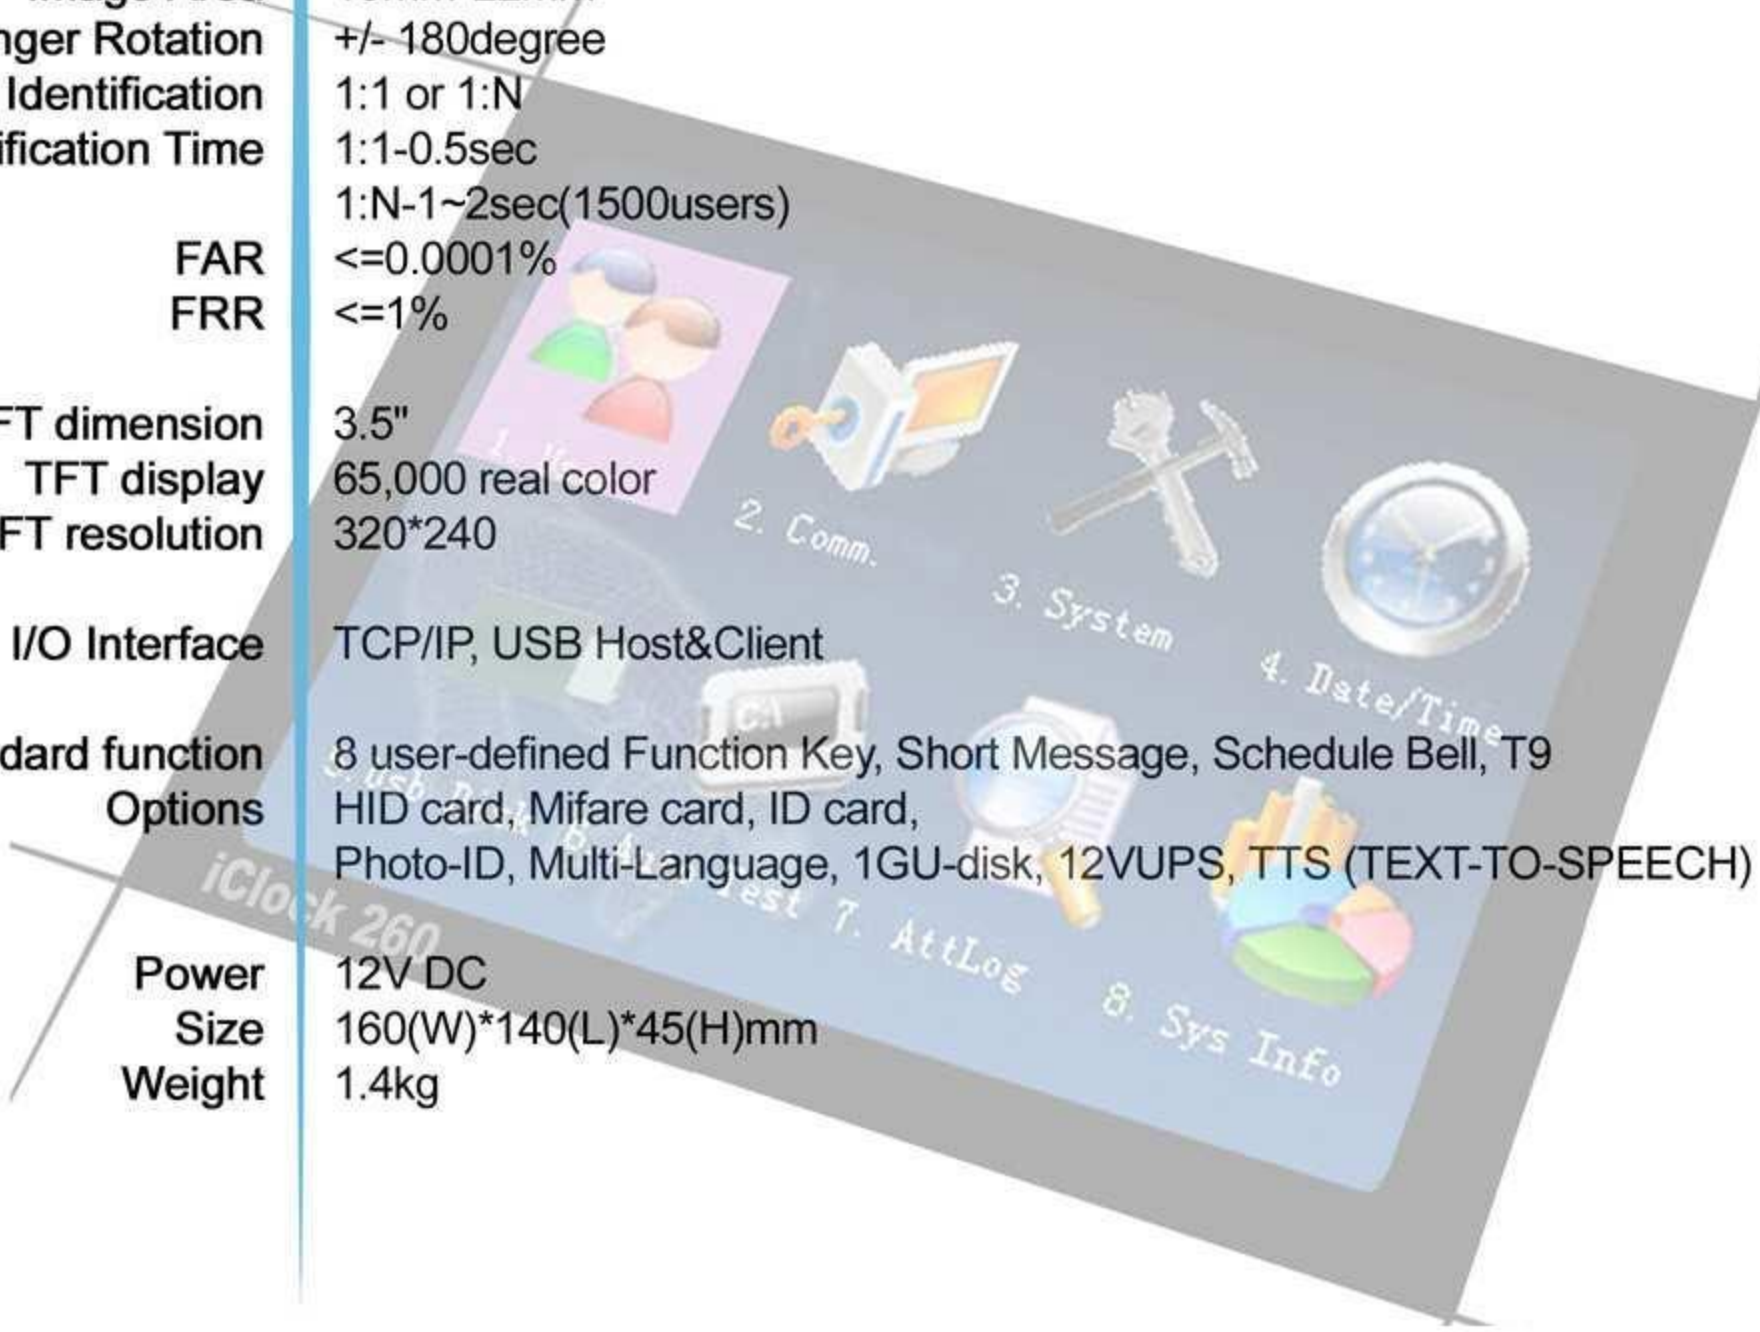 nger Rotation +/- 180degree
Identification 1:1 or 1:N
ification Time 1:1-0.5sec
1:N-1~2sec(1500users)
FAR <=0.0001%
FRR <=1%
FT dimension 3.5"
TFT display 65,000 real color
FT resolution 320*240
I/O Interface TCP/IP, USB Host&Client
dard function 8 user-defined Function Key, Short Message, Schedule Bell, T9
Options HID card, Mifare card, ID card,
Photo-ID, Multi-Language, 1GU-disk, 12VUPS, TTS (TEXT-TO-SPEECH)
Power 12V DC
Size 160(W)*140(L)*45(H)mm
Weight 1.4kg
1.
2. Comm.
3. System
4. Date/Time
C:\
7. AttLog
8. Sys Info
iClock 260